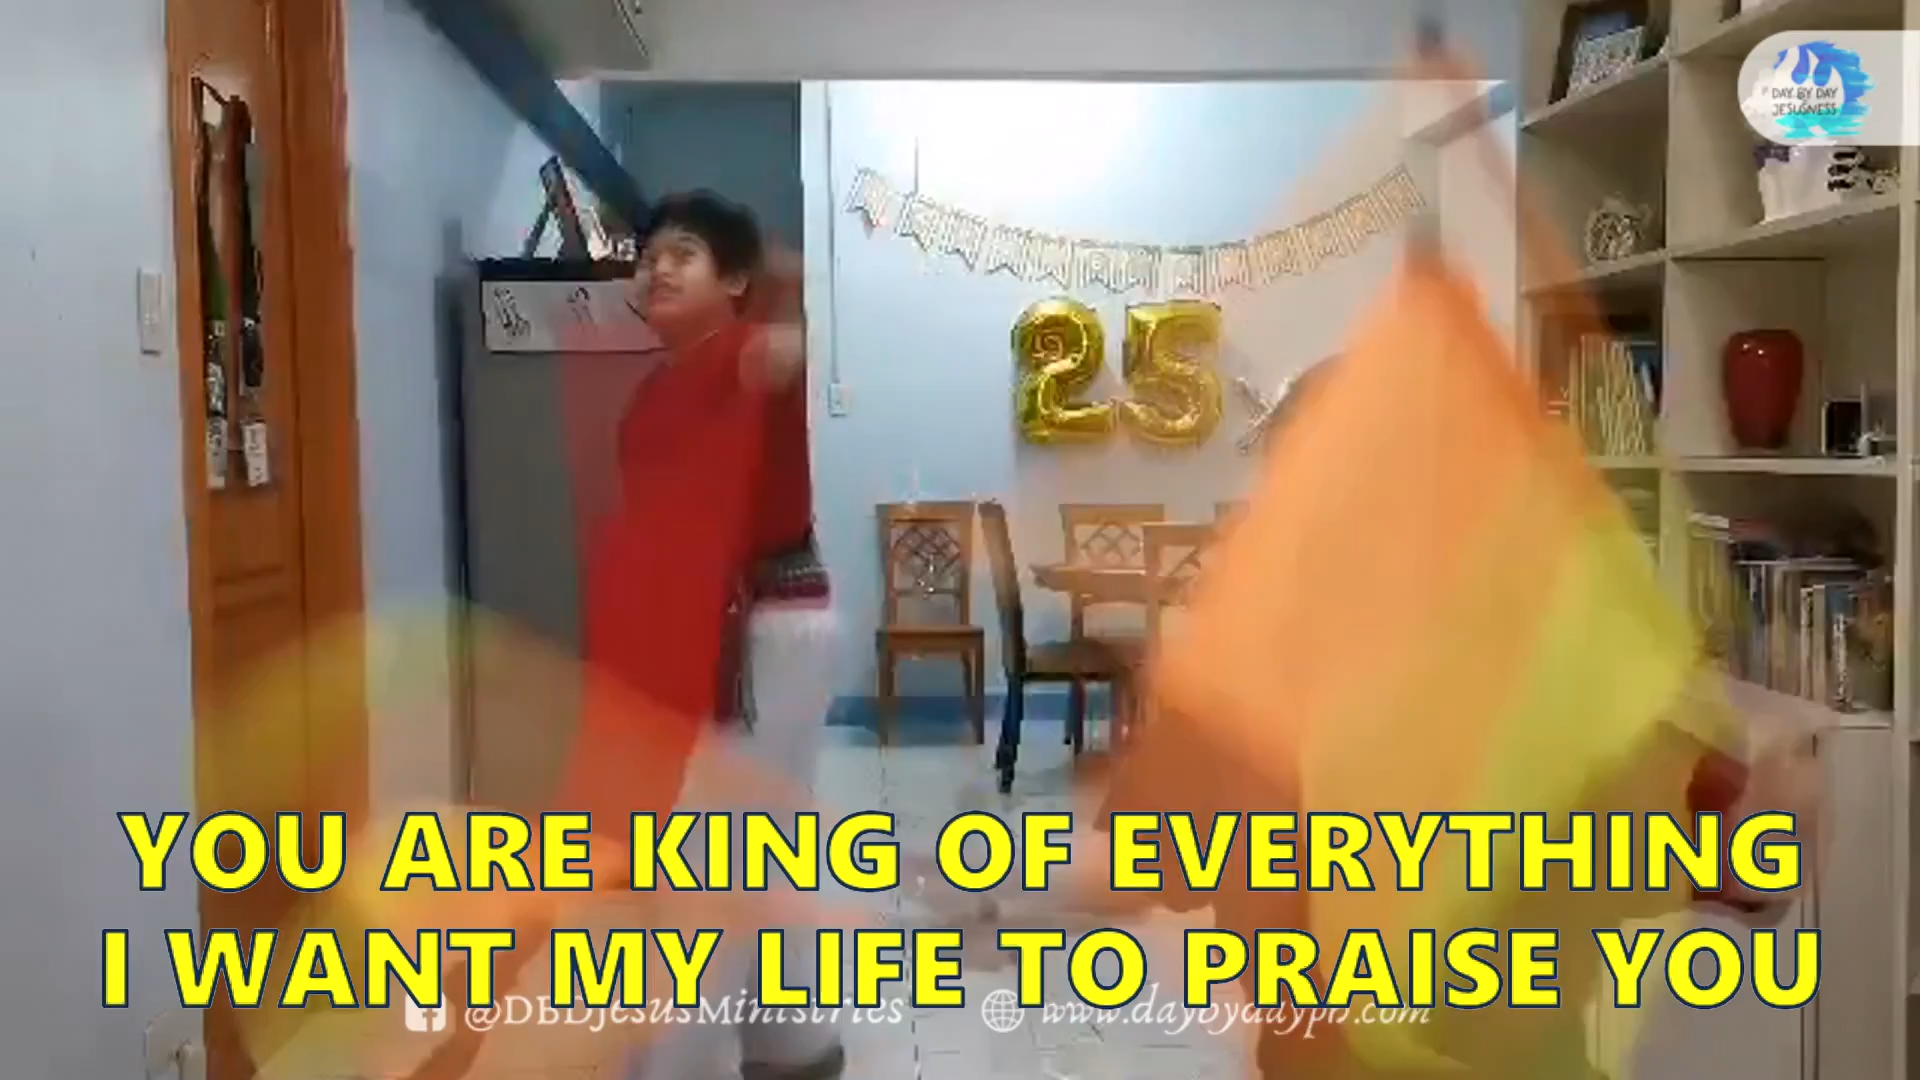 DAY BY DAY
JESUSNESS
25
YOU ARE KING OF EVERYTHING
I WANT MY LIFE TO PRAISE YOU
@DBDJesusMinistries www.daybydayph.com